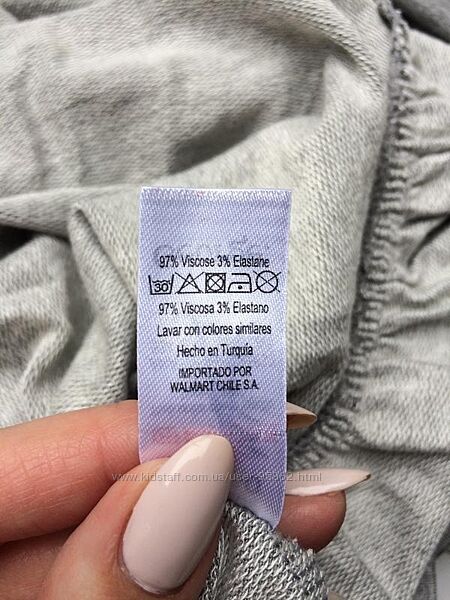 97% Viscose 3% Elastane
30
97% Viscosa 3% Elastano
Lavar con colores similares
Hecho en Turquía
IMPORTADO POR
WALMART CHILE S.A.